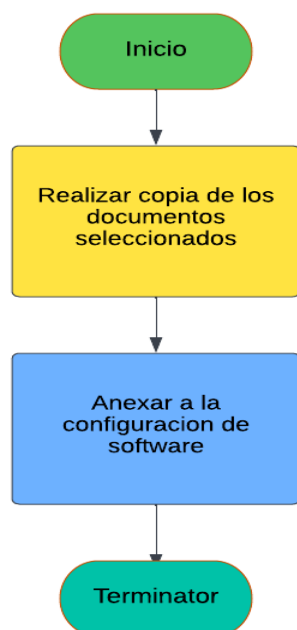 Inicio
Realizar copia de los
documentos
seleccionados
Anexar a la
configuracion de
software
Terminator